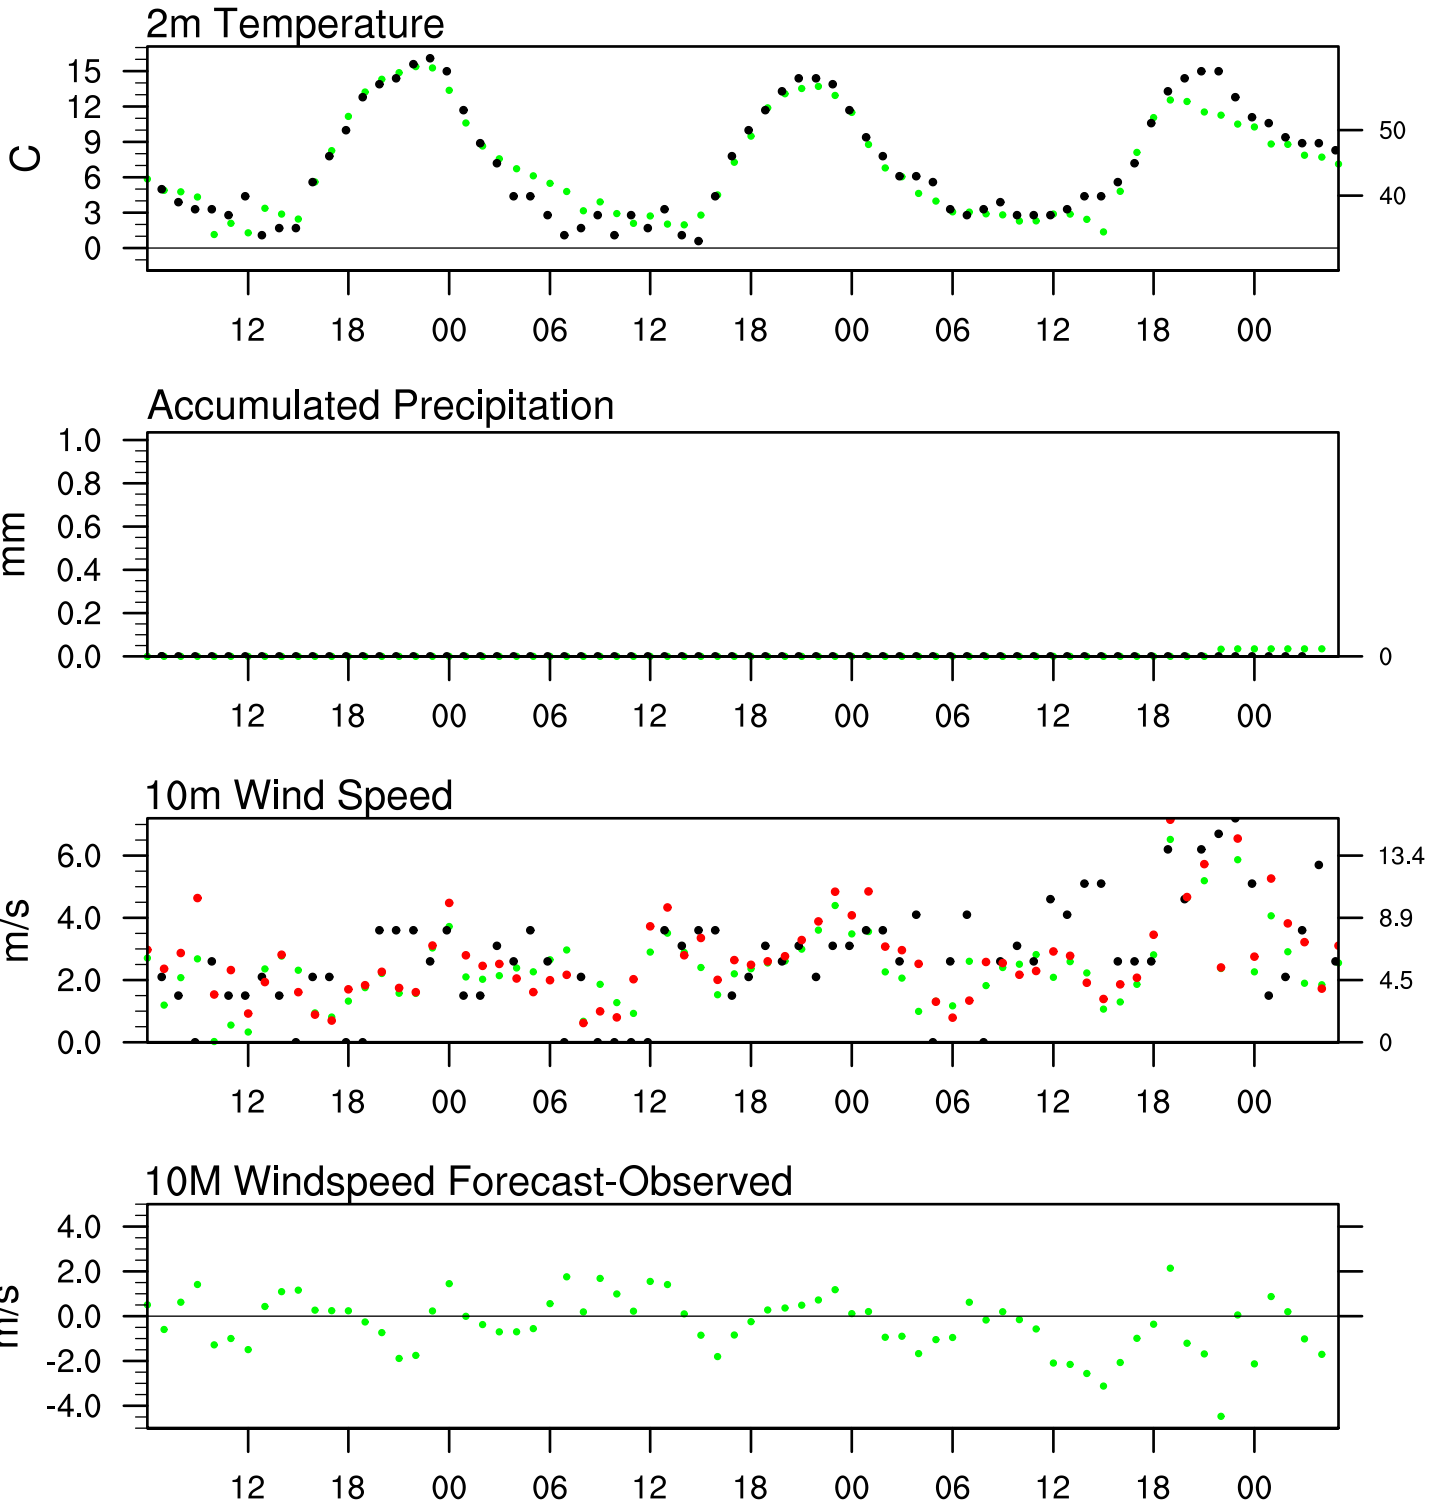 2m Temperature
15
12
9
6
3
0
C
50
40
12 18 00 06 12 18 00 06 12 18 00
Accumulated Precipitation
1.0
0.8
0.6
0.4
0.2
0.0
mm
0
12 18 00 06 12 18 00 06 12 18 00
10m Wind Speed
6.0
4.0
2.0
0.0
m/s
13.4
8.9
4.5
0
12 18 00 06 12 18 00 06 12 18 00
10M Windspeed Forecast-Observed
4.0
2.0
0.0
-2.0
-4.0
m/s
12 18 00 06 12 18 00 06 12 18 00